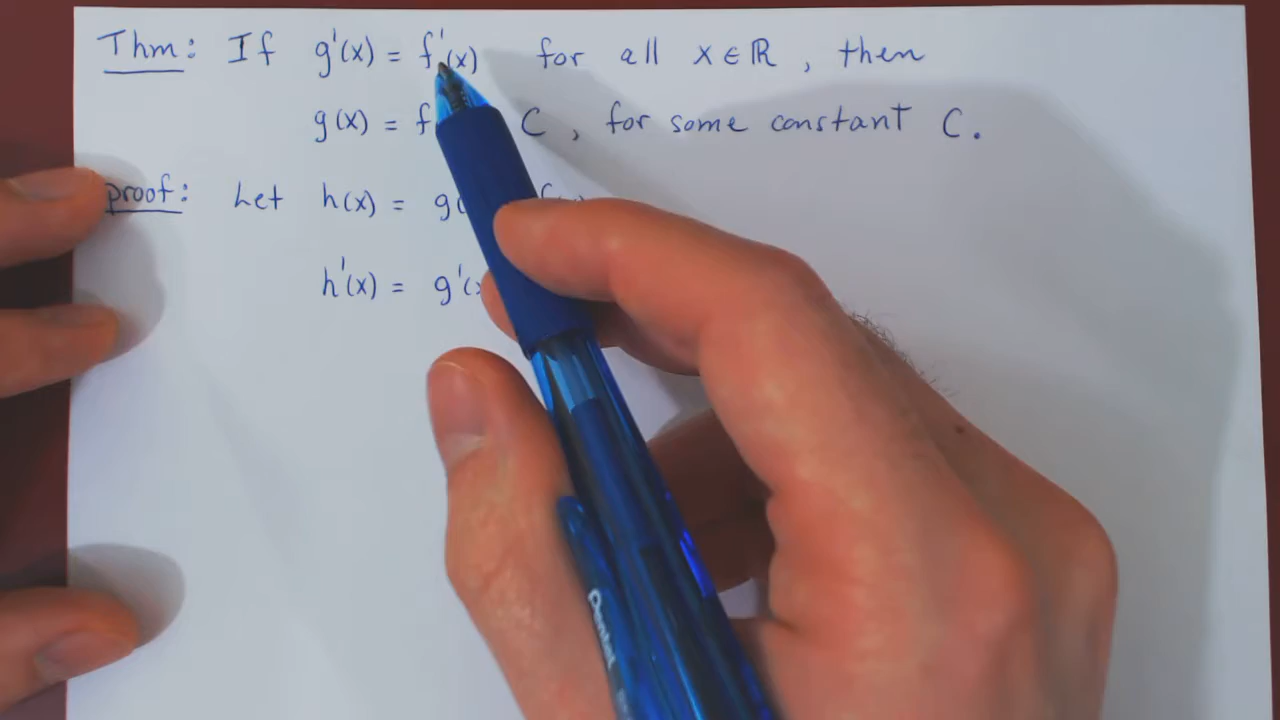 Thm: If g'(x) = f'(x) for all x ∈ ℝ, then
g(x) = f C, for some constant C.
proof: Let h(x) = g(
h'(x) = g'(
Pentel